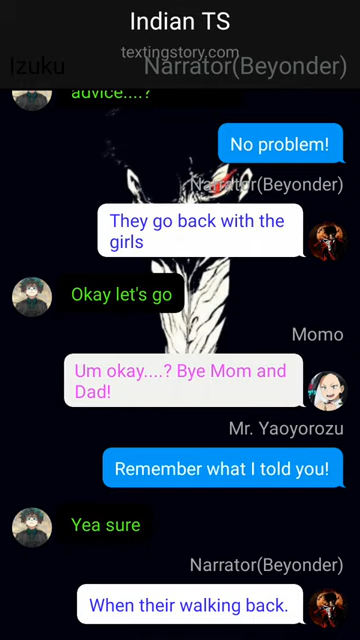 Indian TS
textingstory.com
Izuku
Narrator(Beyonder)
advice....?
No problem!
Narrator(Beyonder)
They go back with the
girls
Okay let's go
Momo
Um okay....? Bye Mom and
Dad!
Mr. Yaoyorozu
Remember what I told you!
Yea sure
Narrator(Beyonder)
When their walking back.